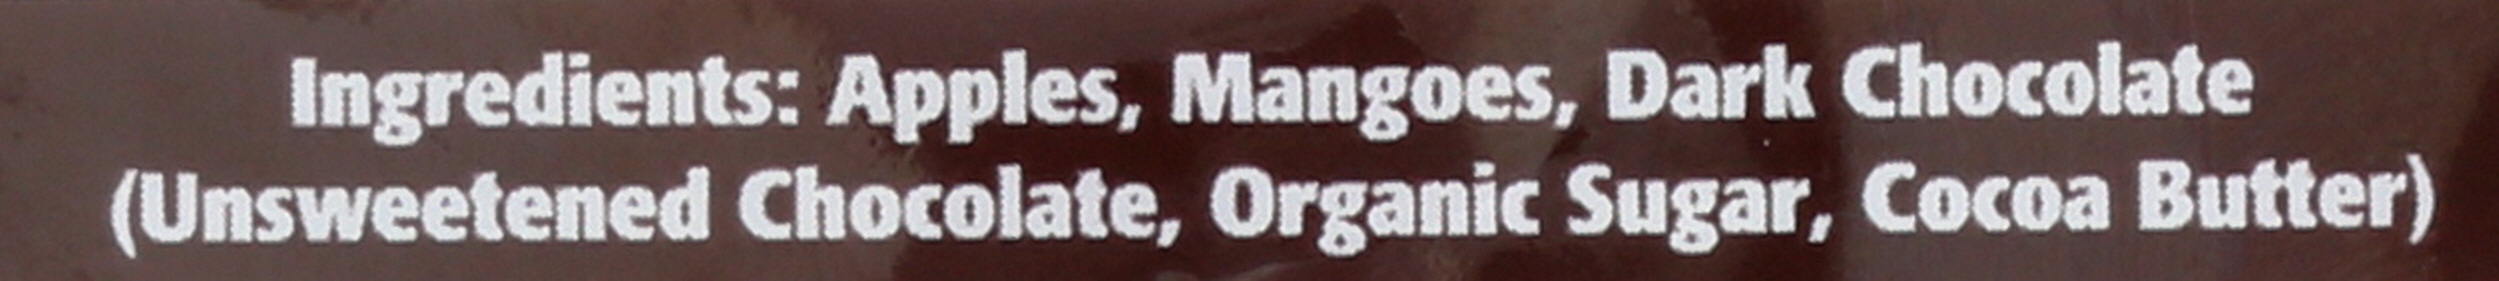 Ingredients: Apples, Mangoes, Dark Chocolate
(Unsweetened Chocolate, Organic Sugar, Cocoa Butter)